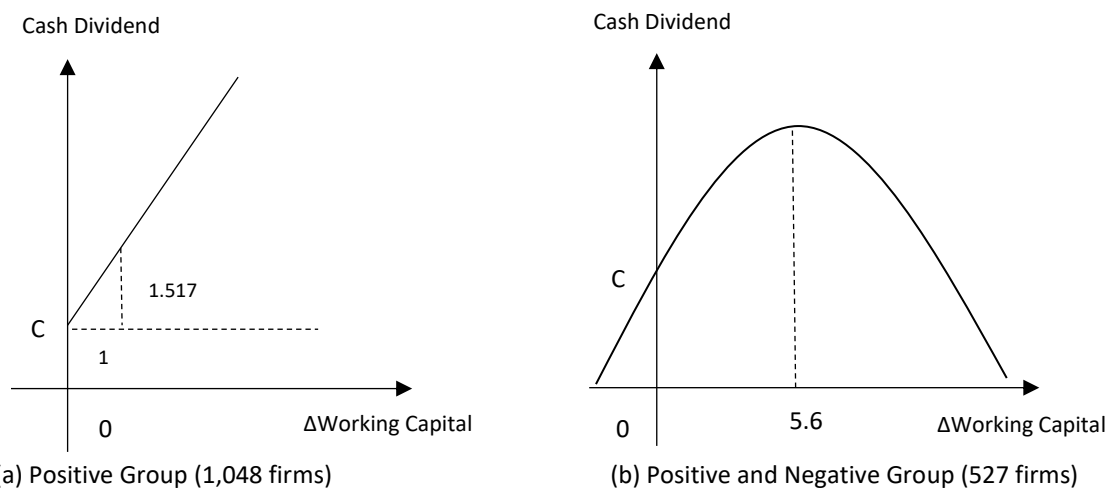 Cash Dividend
C
1.517
1
0
ΔWorking Capital
a) Positive Group (1,048 firms)
Cash Dividend
C
0
5.6
ΔWorking Capital
(b) Positive and Negative Group (527 firms)